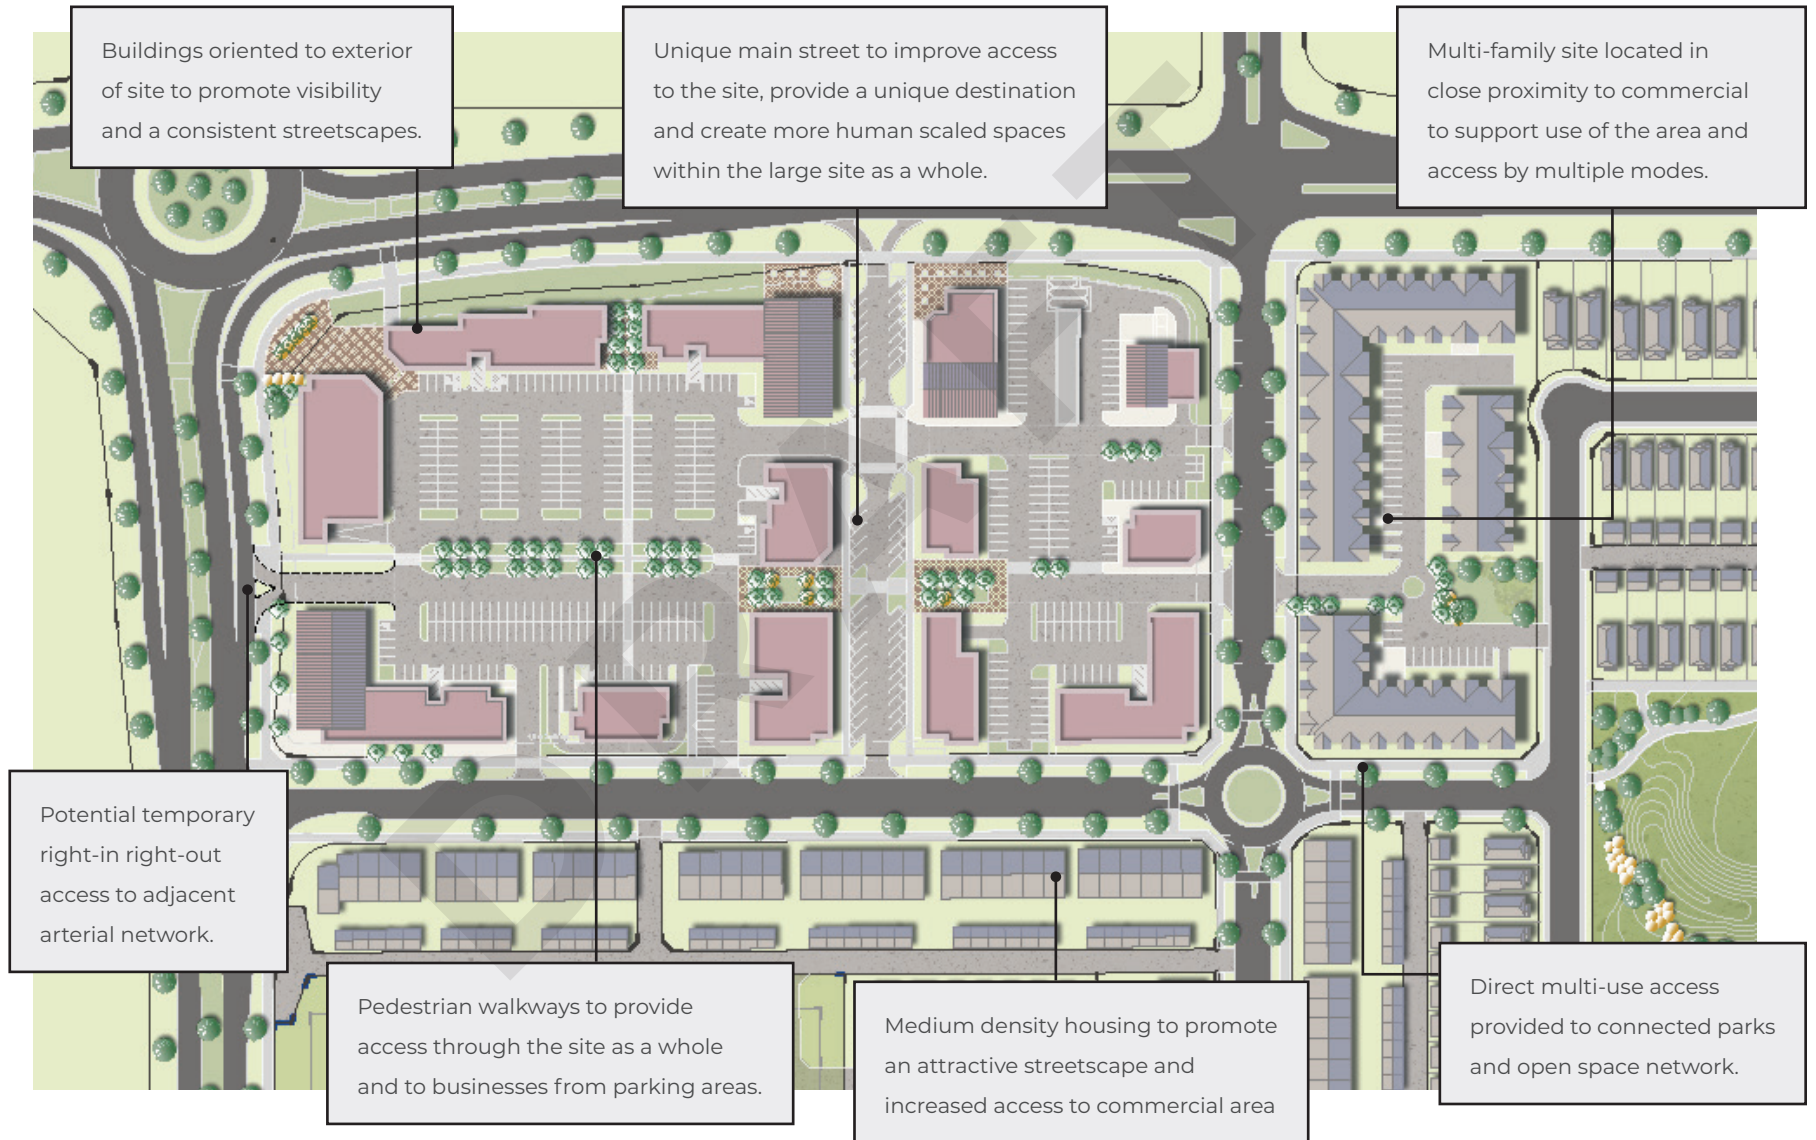 Buildings oriented to exterior
of site to promote visibility
and a consistent streetscapes.
Unique main street to improve access
to the site, provide a unique destination
and create more human scaled spaces
within the large site as a whole.
Multi-family site located in
close proximity to commercial
to support use of the area and
access by multiple modes.
DRAFT
Potential temporary
right-in right-out
access to adjacent
arterial network.
Pedestrian walkways to provide
access through the site as a whole
and to businesses from parking areas.
Medium density housing to promote
an attractive streetscape and
increased access to commercial area
Direct multi-use access
provided to connected parks
and open space network.